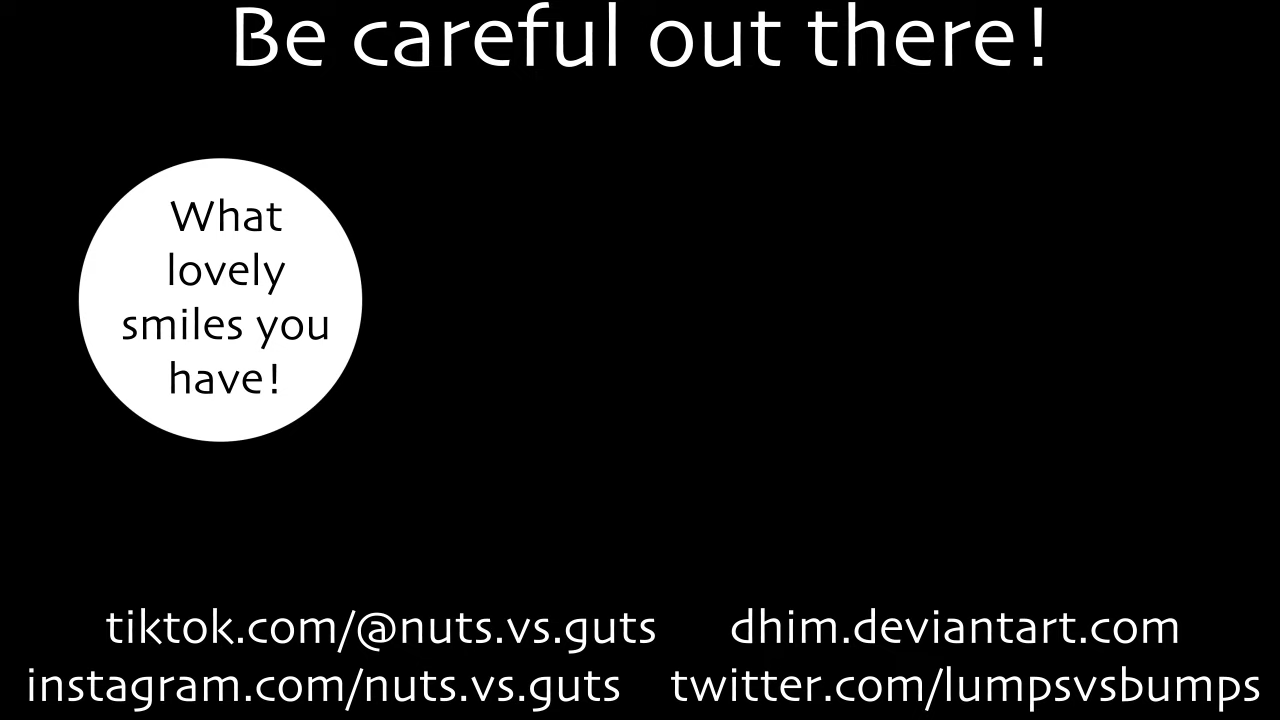 Be careful out there!
What
lovely
smiles you
have!
tiktok.com/@nuts.vs.guts dhim.deviantart.com
instagram.com/nuts.vs.guts twitter.com/lumpsvsbumps